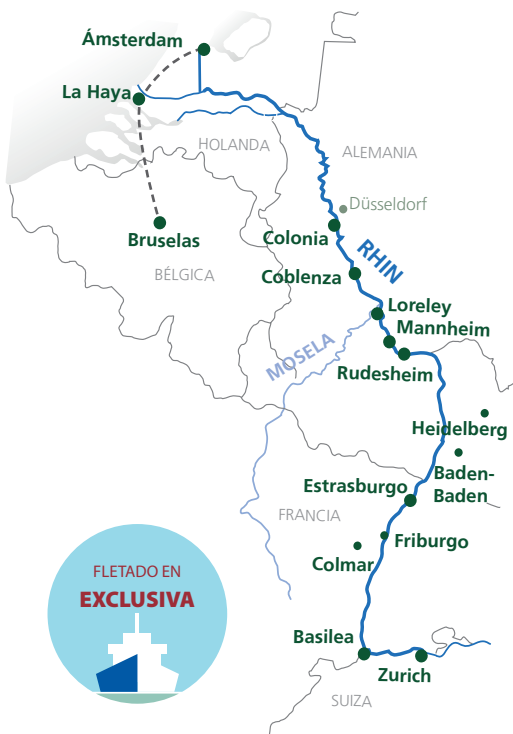 Ámsterdam
La Haya
HOLANDA
ALEMANIA
Düsseldorf
Bruselas
Colonia
RHIN
BÉLGICA
Coblenza
Loreley
Mannheim
MOSELA
Rudesheim
Heidelberg
Baden-
Baden
Estrasburgo
FRANCIA
Friburgo
Colmar
FLETADO EN
EXCLUSIVA
Basilea
Zurich
SUIZA